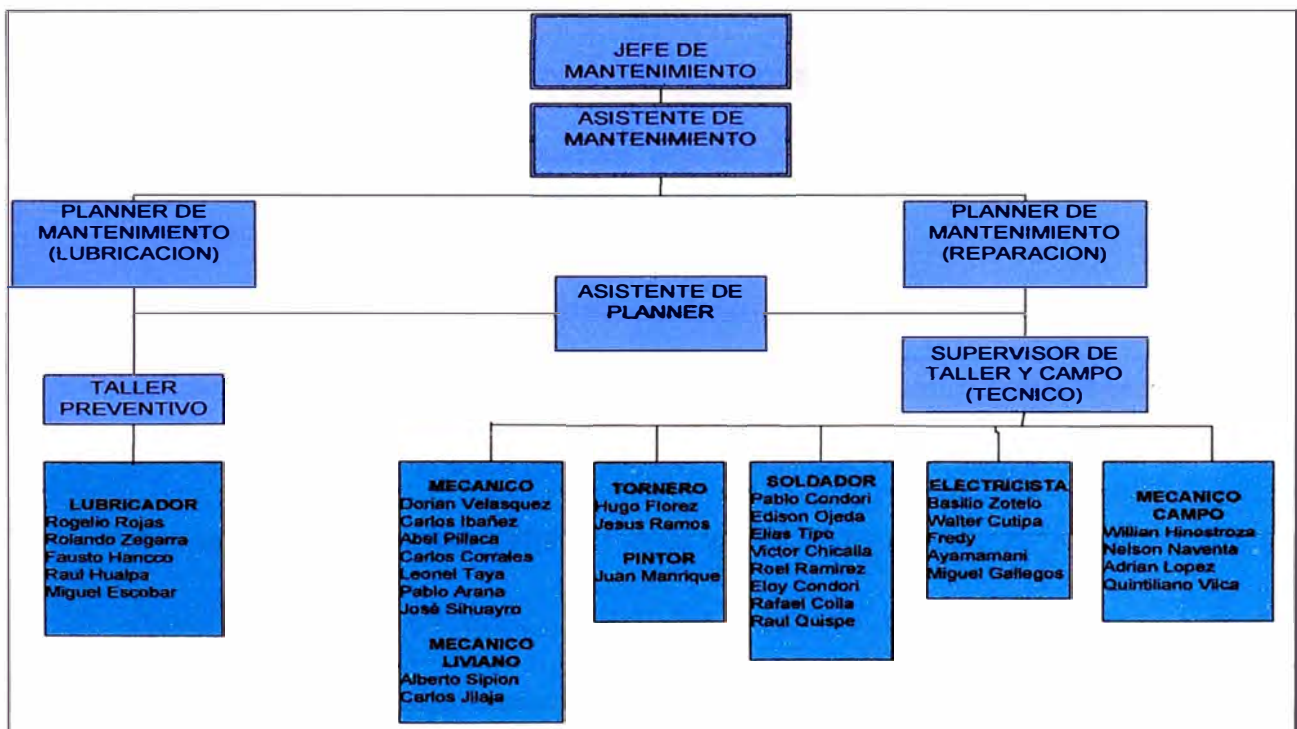 JEFE DE
MANTENIMIENTO
ASISTENTE DE
MANTENIMIENTO
PLANNER DE
MANTENIMIENTO
(LUBRICACION)
PLANNER DE
MANTENIMIENTO
(REPARACION)
ASISTENTE DE
PLANNER
TALLER
PREVENTIVO
SUPERVISOR DE
TALLER Y CAMPO
(TECNICO)
LUBRICADOR
Rogelio Rojas
Rolando Zegarra
Fausto Hancco
Raul Hualpa
Miguel Escobar
MECANICO
Dorian Velasquez
Carlos Ibañez
Abel Pillaca
Carlos Corrales
Leonel Taya
Pablo Arana
José Sihuayro
MECANICO
LIVIANO
Alberto Sipion
Carlos Jilaja
TORNERO
Hugo Florez
Jesus Ramos
PINTOR
Juan Manrique
SOLDADOR
Pablo Condori
Edison Ojeda
Elias Tipo
Victor Chicalla
Roel Ramirez
Eloy Condori
Rafael Colla
Raul Quispe
ELECTRICISTA
Basilio Zotelo
Walter Cutipa
Fredy
Ayamamani
Miguel Gallegos
MECANICO
CAMPO
Willian Hinostroza
Nelson Naventa
Adrian Lopez
Quintiliano Vilca